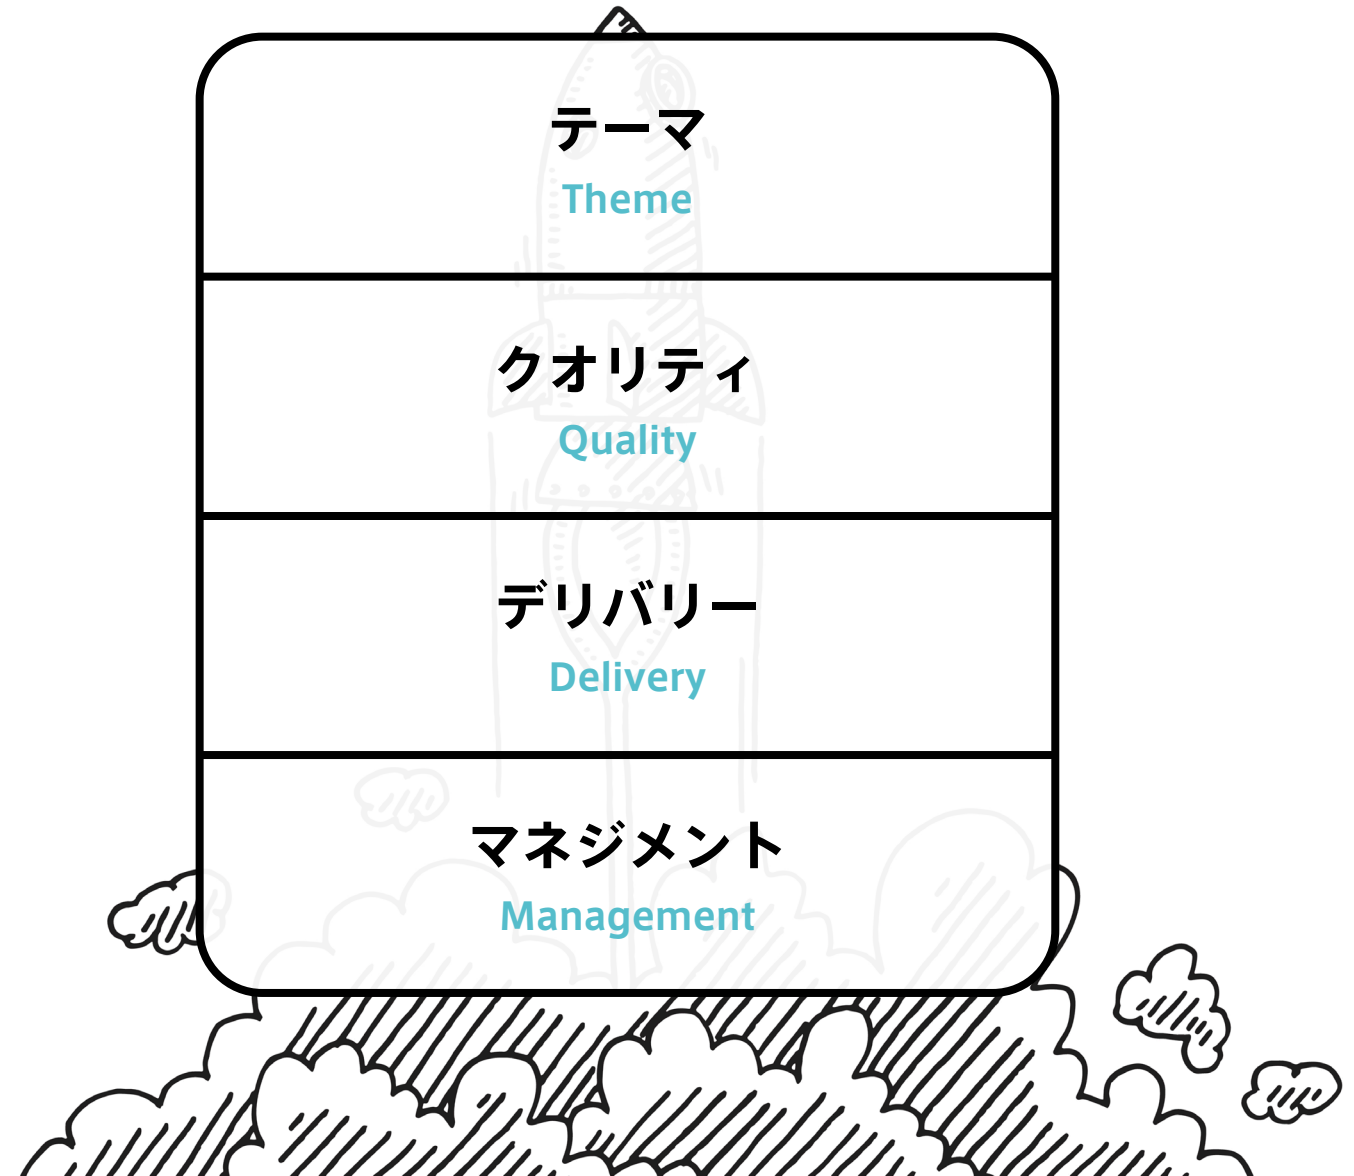 テーマ
Theme
クオリティ
Quality
デリバリー
Delivery
マネジメント
Management